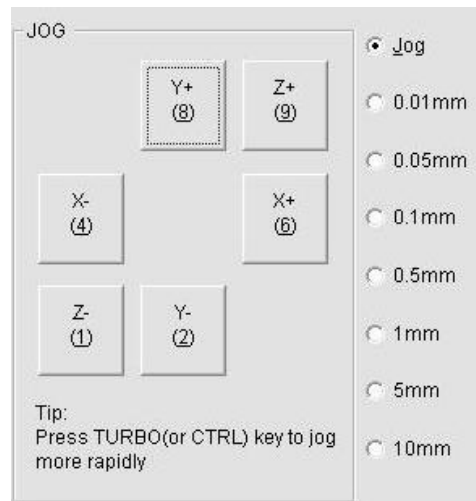 JOG
Y+
(8)
Z+
(9)
X-
(4)
X+
(6)
Z-
(1)
Y-
(2)
Tip:
Press TURBO(or CTRL) key to jog
more rapidly
Jog
0.01mm
0.05mm
0.1mm
0.5mm
1mm
5mm
10mm